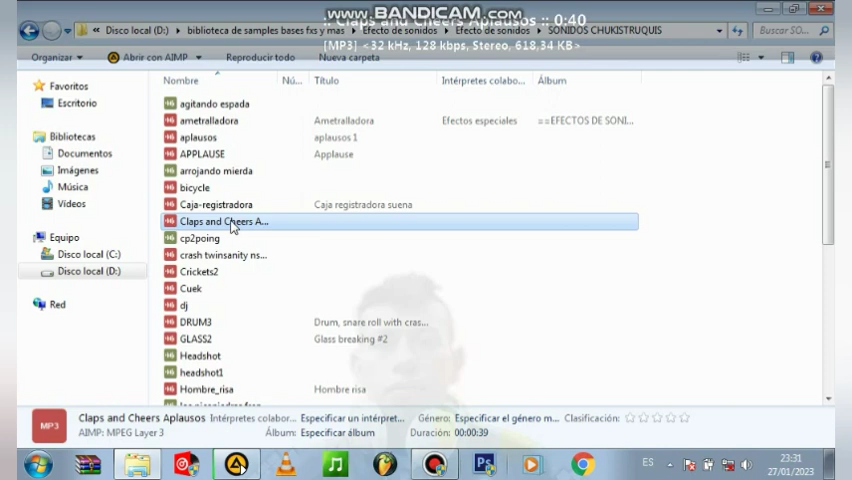 www.BANDICAM.com
:: Claps and Cheers Aplausos :: 0:40
[MP3] <32 kHz, 128 kbps, Stereo, 618,34 KB>
« Disco local (D:) ▸ biblioteca de samples bases fxs y mas ▸ Efecto de sonidos ▸ Efecto de sonidos ▸ SONIDOS CHUKISTRUQUIS
Buscar SO...
Organizar
Abrir con AIMP
Reproducir todo
Nueva carpeta
Nombre Nú... Título Intérpretes colabo... Álbum
Favoritos
Escritorio
Bibliotecas
Documentos
Imágenes
Música
Vídeos
Equipo
Disco local (C:)
Disco local (D:)
Red
agitando espada
ametralladora Ametralladora Efectos especiales ==EFECTOS DE SONI...
aplausos aplausos 1
APPLAUSE Applause
arrojando mierda
bicycle
Caja-registradora Caja registradora suena
Claps and Cheers A...
cp2poing
crash twinsanity ns...
Crickets2
Cuek
dj
DRUM3 Drum, snare roll with cras...
GLASS2 Glass breaking #2
Headshot
headshot1
Hombre_risa Hombre risa
MP3
Claps and Cheers Aplausos Intérpretes colabor... Especificar un intérpret... Género: Especificar el género m... Clasificación:
AIMP: MPEG Layer 3 Álbum: Especificar álbum Duración: 00:00:39
ES
23:31
27/01/2023